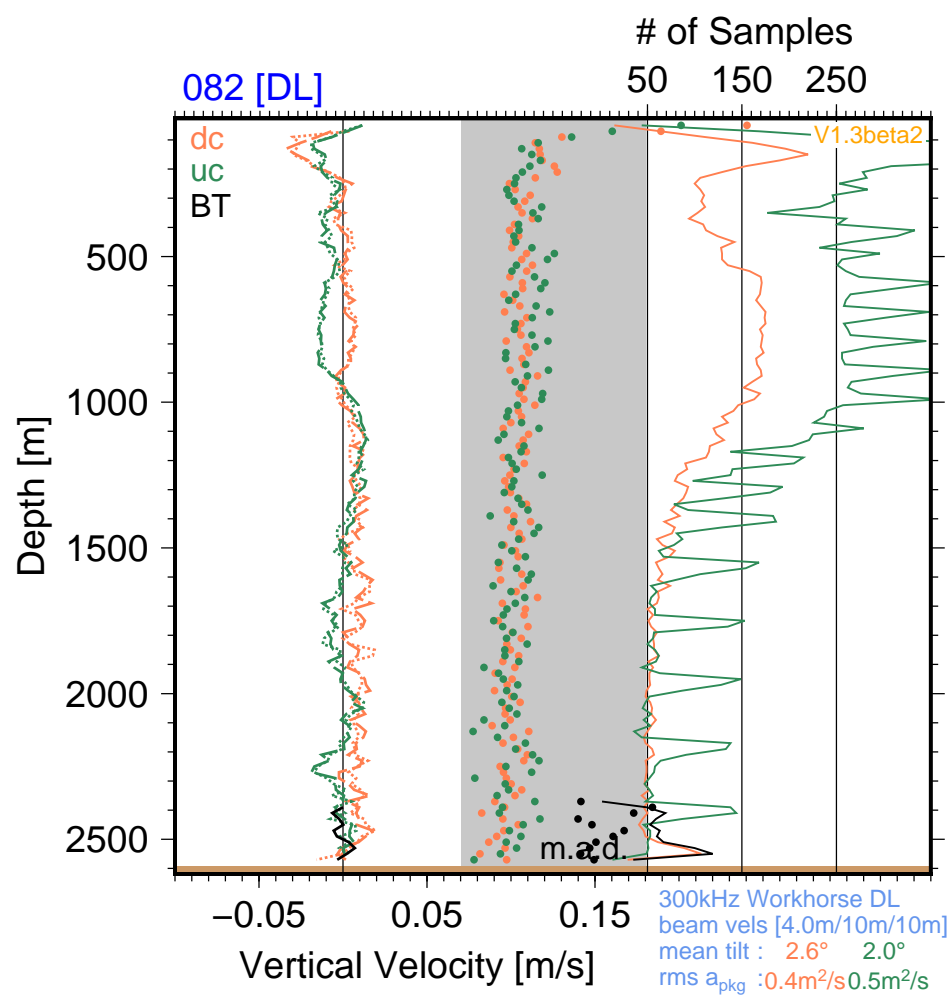 # of Samples
50 150 250
082 [DL]
dc
uc
BT
V1.3beta2
500
1000
1500
2000
2500
Depth [m]
m.a.d.
−0.05 0.05 0.15
Vertical Velocity [m/s]
300kHz Workhorse DL
beam vels [4.0m/10m/10m]
mean tilt : 2.6° 2.0°
rms a_pkg :0.4m²/s 0.5m²/s